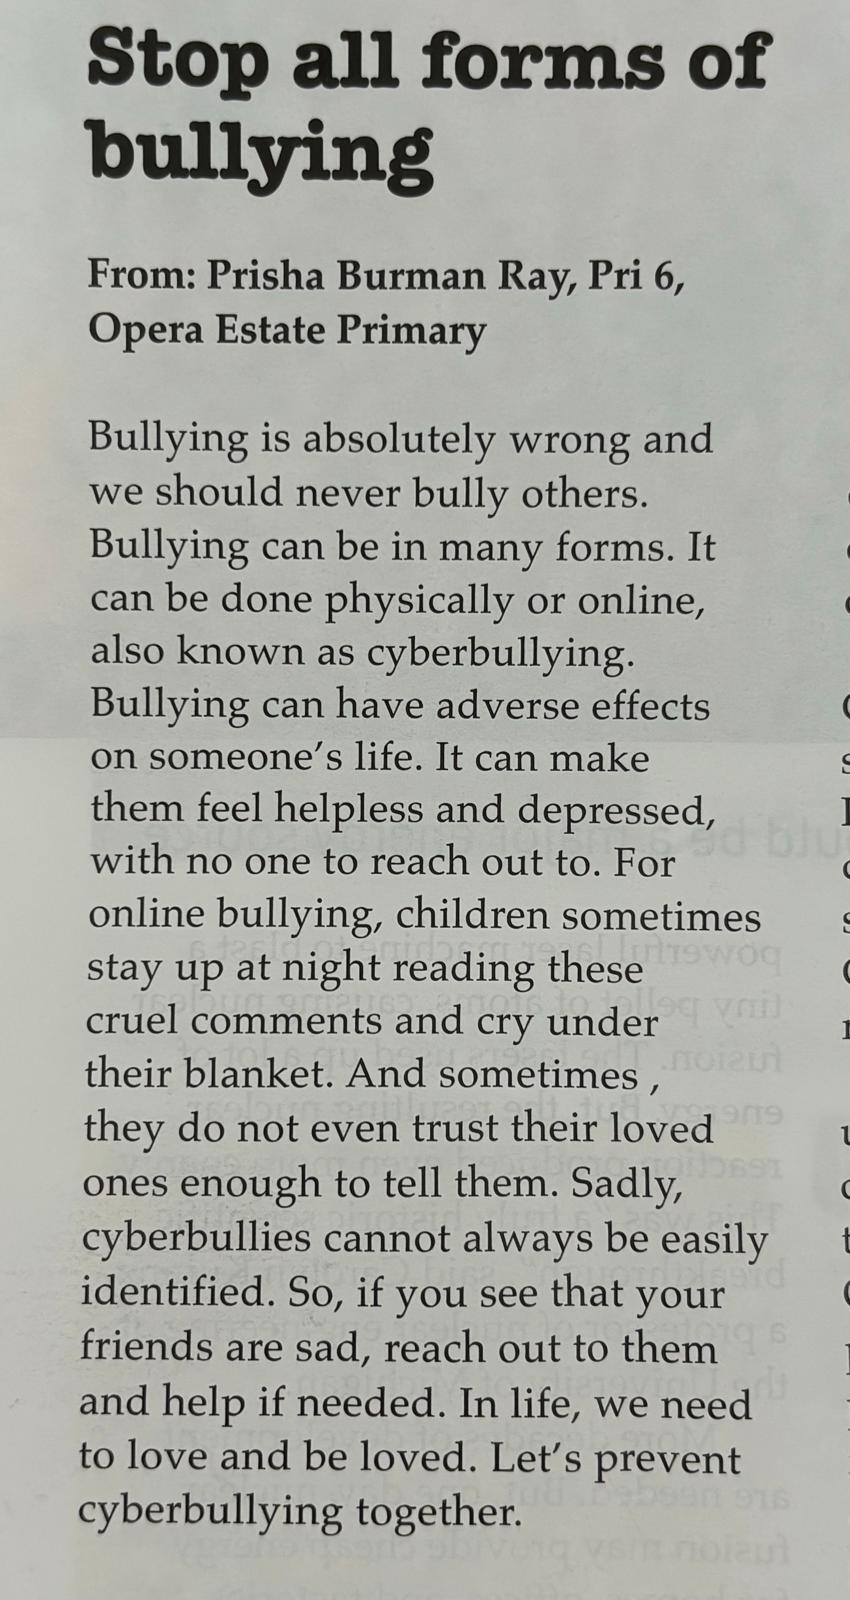 Stop all forms of
bullying
From: Prisha Burman Ray, Pri 6,
Opera Estate Primary
Bullying is absolutely wrong and
we should never bully others.
Bullying can be in many forms. It
can be done physically or online,
also known as cyberbullying.
Bullying can have adverse effects
on someone's life. It can make
them feel helpless and depressed,
with no one to reach out to. For
online bullying, children sometimes
stay up at night reading these
cruel comments and cry under
their blanket. And sometimes ,
they do not even trust their loved
ones enough to tell them. Sadly,
cyberbullies cannot always be easily
identified. So, if you see that your
friends are sad, reach out to them
and help if needed. In life, we need
to love and be loved. Let's prevent
cyberbullying together.